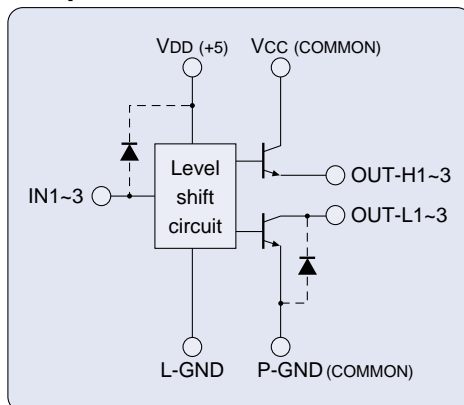 VDD (+5)
VCC (COMMON)
Level
shift
circuit
IN1~3
OUT-H1~3
OUT-L1~3
L-GND
P-GND (COMMON)